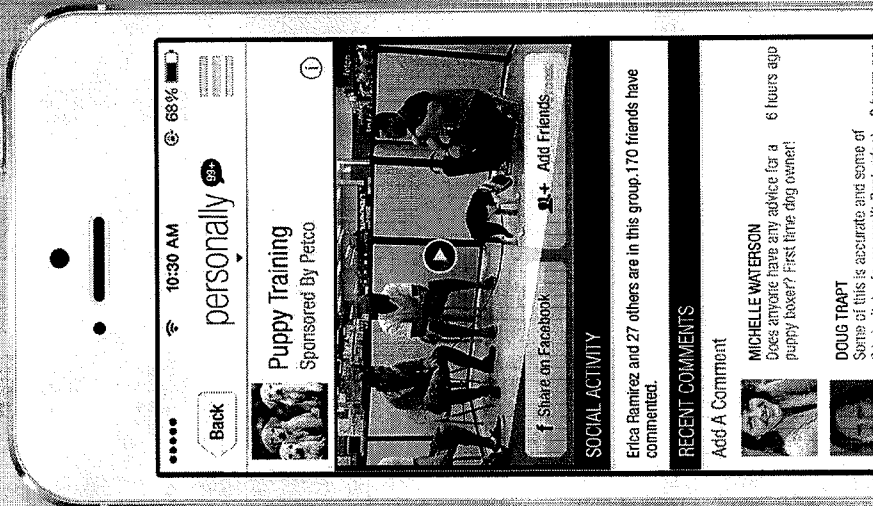 10:30 AM
68%
Back
personally
99+
Puppy Training
Sponsored By Petco
f Share on Facebook
Add Friends
SOCIAL ACTIVITY
Erica Ramirez and 27 others are in this group.170 friends have
commented.
RECENT COMMENTS
Add A Comment
MICHELLE WATERSON
6 hours ago
Does anyone have any advice for a
puppy boxer? First time dog owner!
DOUG TRAPT
Some of this is accurate and some of